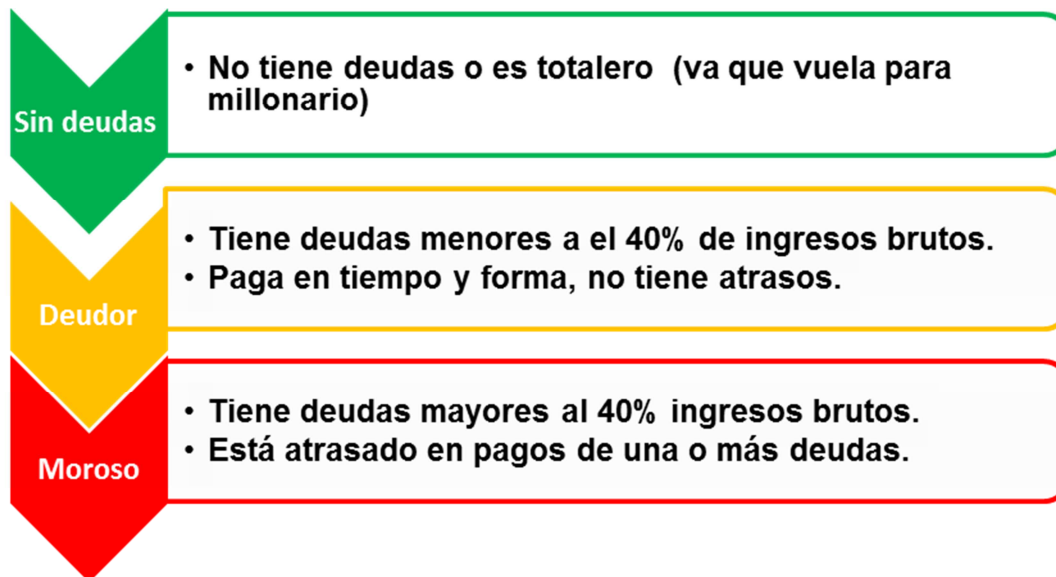 Sin deudas
• No tiene deudas o es totalero (va que vuela para
millonario)
Deudor
• Tiene deudas menores a el 40% de ingresos brutos.
• Paga en tiempo y forma, no tiene atrasos.
Moroso
• Tiene deudas mayores al 40% ingresos brutos.
• Está atrasado en pagos de una o más deudas.